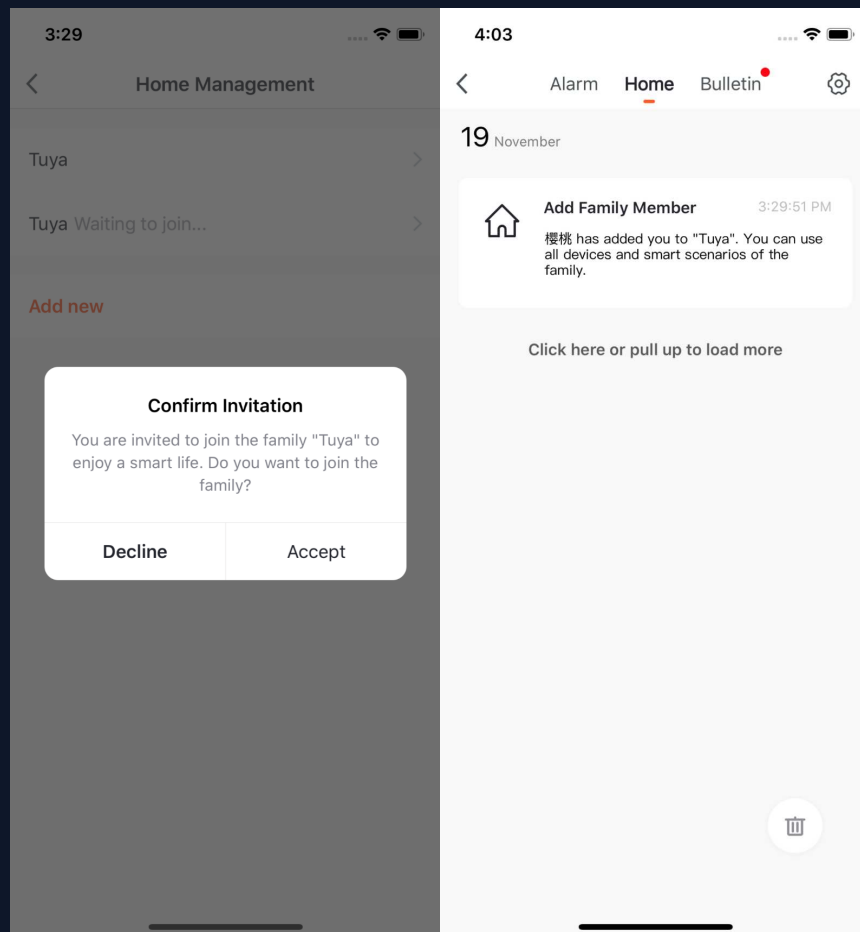 3:29
Home Management
Tuya
Tuya Waiting to join...
Add new
Confirm Invitation
You are invited to join the family "Tuya" to
enjoy a smart life. Do you want to join the
family?
Decline
Accept
4:03
Alarm
Home
Bulletin
19 November
Add Family Member
3:29:51 PM
樱桃 has added you to "Tuya". You can use
all devices and smart scenarios of the
family.
Click here or pull up to load more